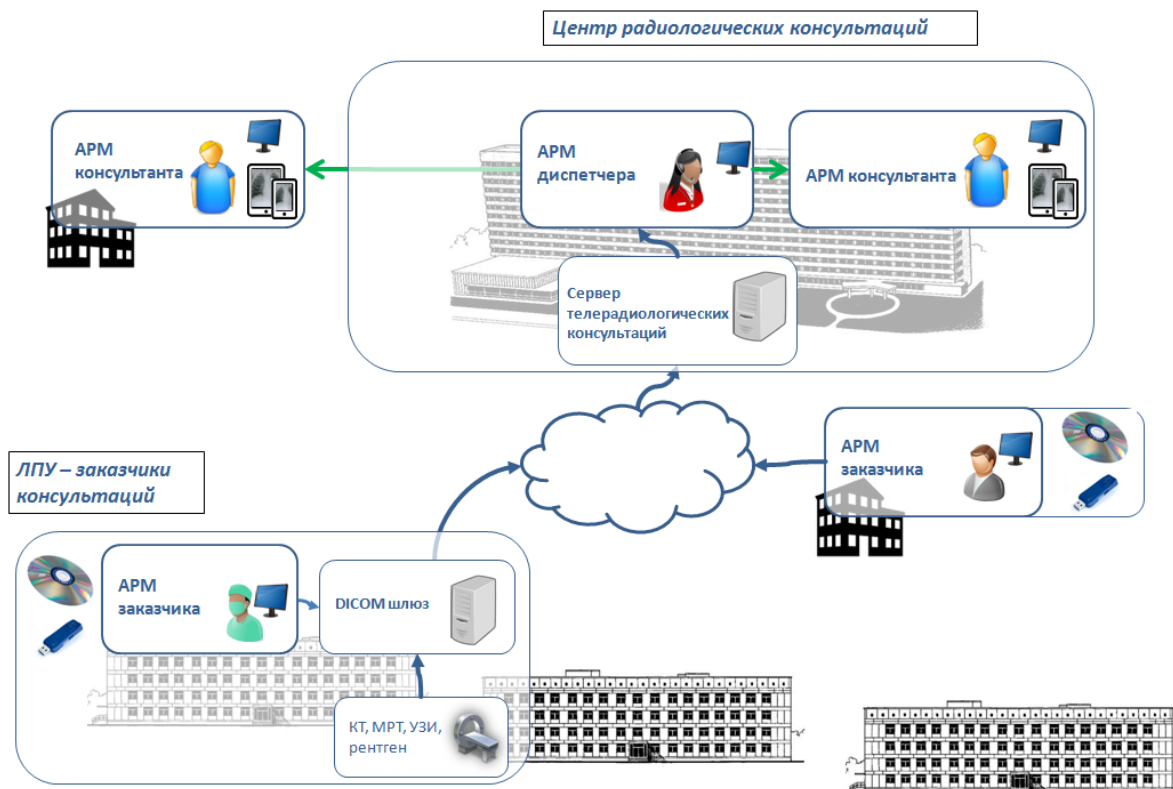 Центр радиологических консультаций
АРМ
консультанта
АРМ
диспетчера
АРМ консультанта
Сервер
телерадиологических
консультаций
АРМ
заказчика
ЛПУ – заказчики
консультаций
АРМ
заказчика
DICOM шлюз
КТ, МРТ, УЗИ,
рентген